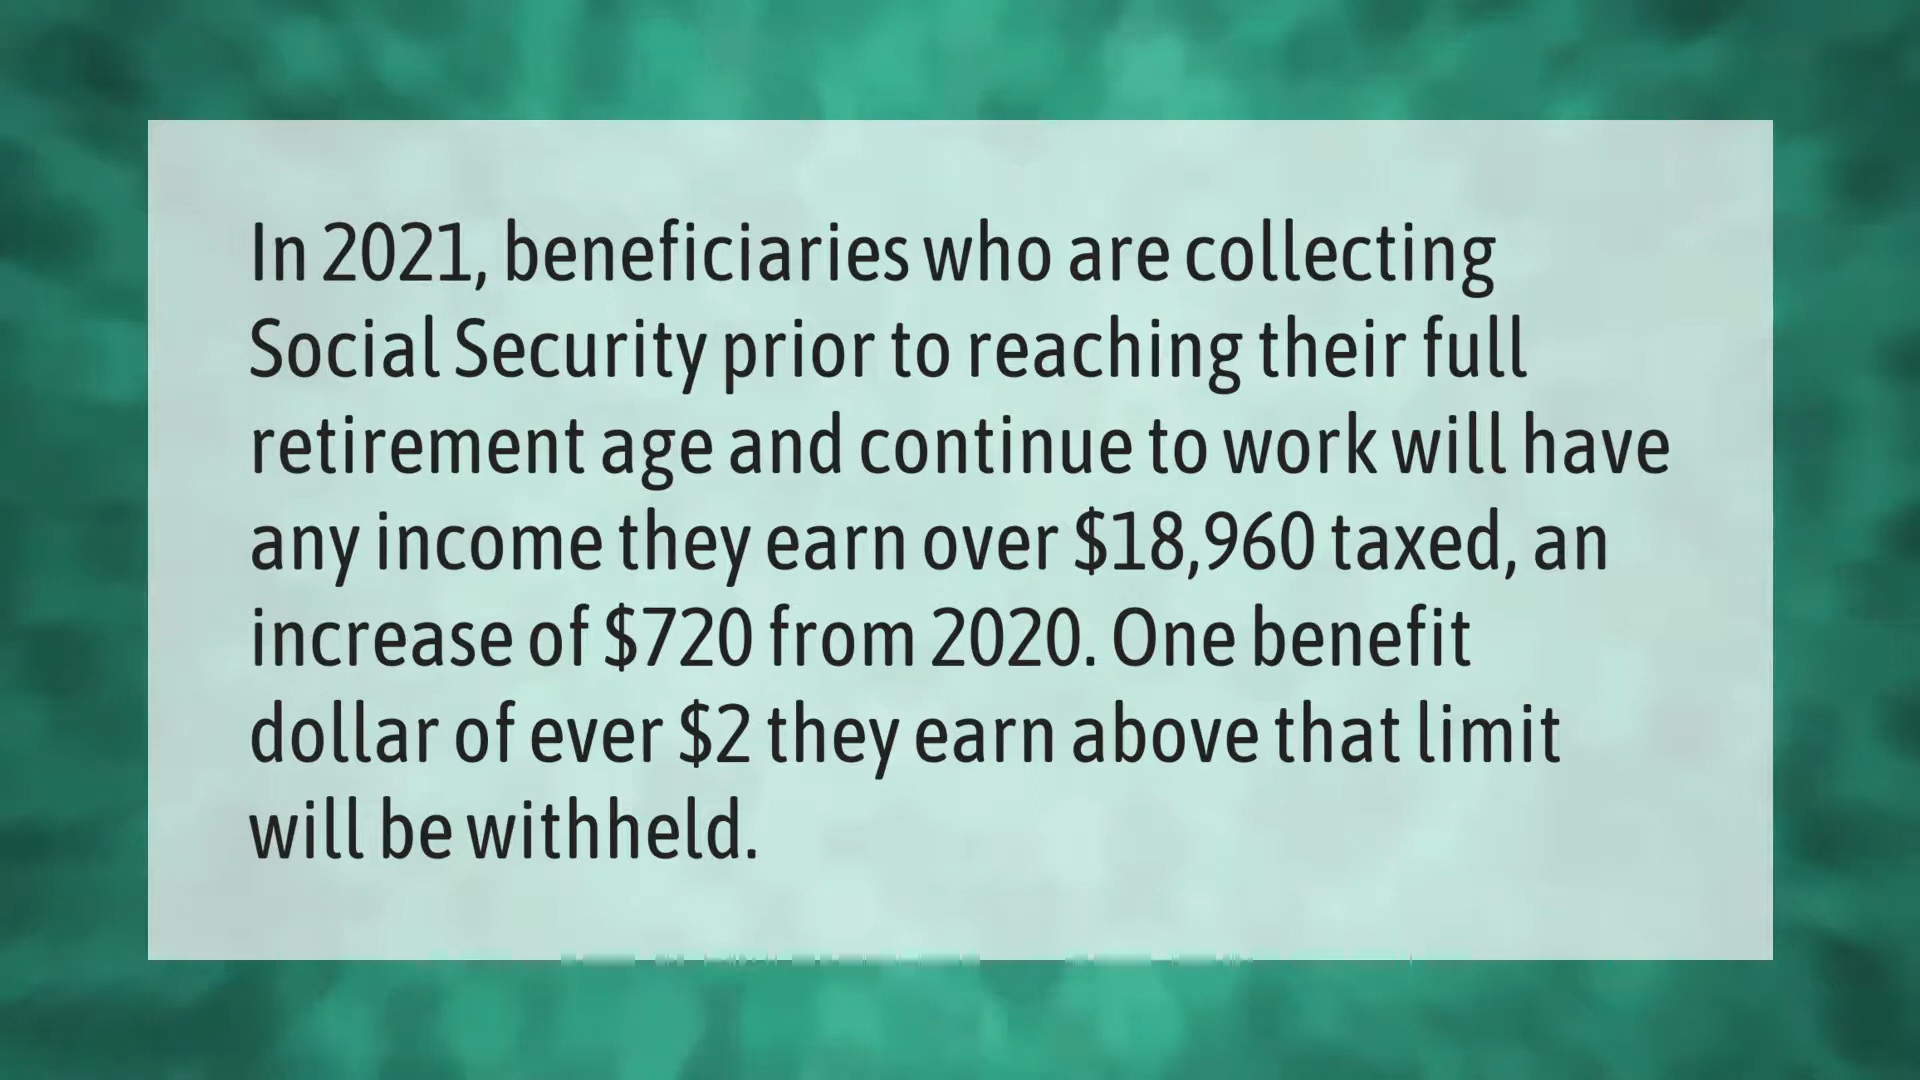 In 2021, beneficiaries who are collecting
Social Security prior to reaching their full
retirement age and continue to work will have
any income they earn over $18,960 taxed, an
increase of $720 from 2020. One benefit
dollar of ever $2 they earn above that limit
will be withheld.